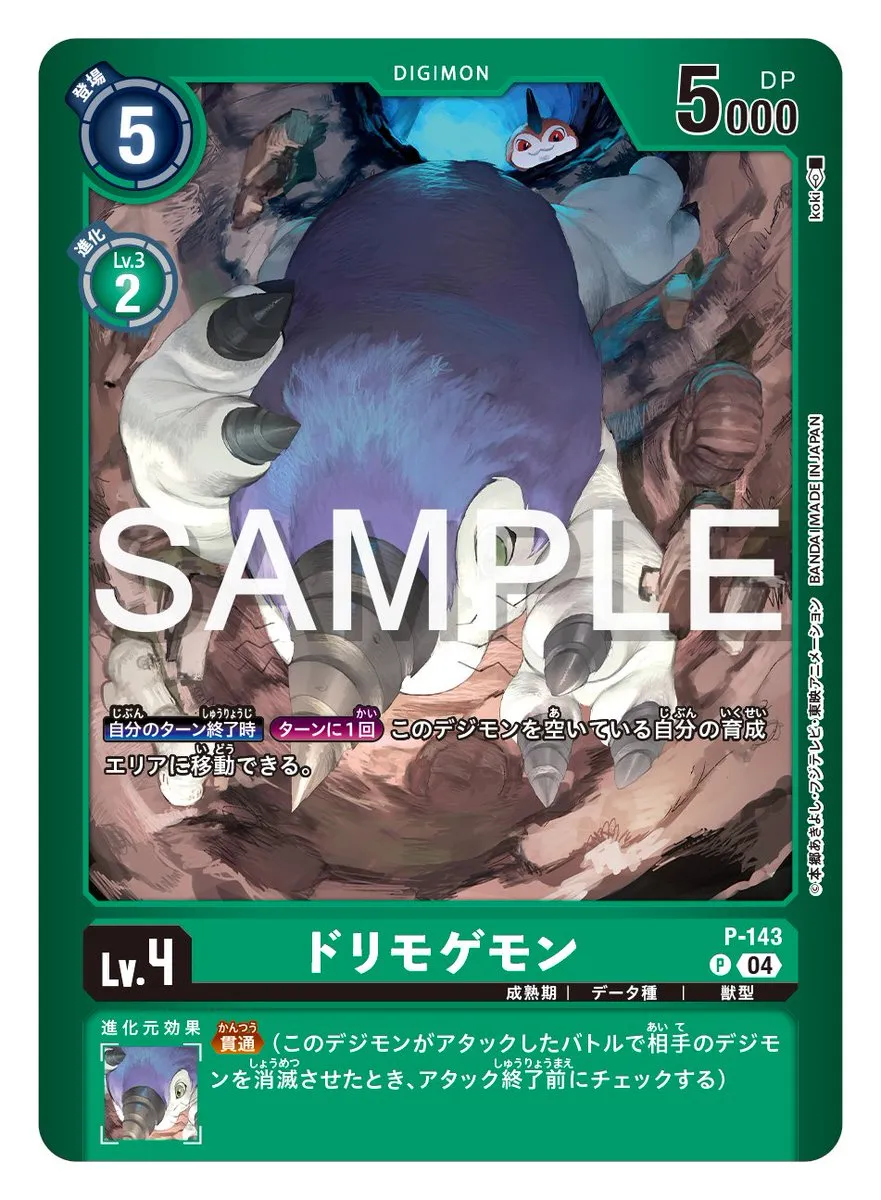 DIGIMON
登場
5
DP
5000
進化
Lv.3
2
koki
SAMPLE
自分のターン終了時 ターンに1回 このデジモンを空いている自分の育成
エリアに移動できる。
©本郷あきよし・フジテレビ・東映アニメーション BANDAI MADE IN JAPAN
Lv.4
ドリモゲモン
P-143
P 04
成熟期 | データ種 | 獣型
進化元効果
貫通 (このデジモンがアタックしたバトルで相手のデジモ
ンを消滅させたとき、アタック終了前にチェックする)